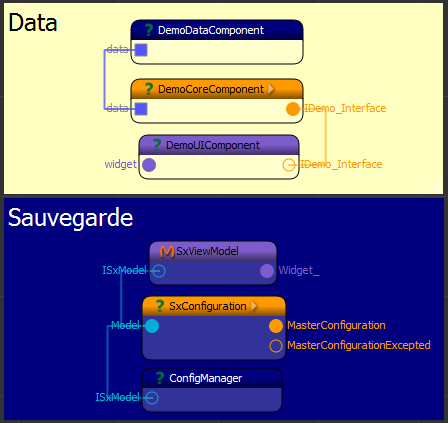 Data
? DemoDataComponent
data
? DemoCoreComponent
data
IDemo_Interface
? DemoUIComponent
widget
IDemo_Interface
Sauvegarde
M SxViewModel
ISxModel
Widget_
? SxConfiguration
Model
MasterConfiguration
MasterConfigurationExcepted
? ConfigManager
ISxModel